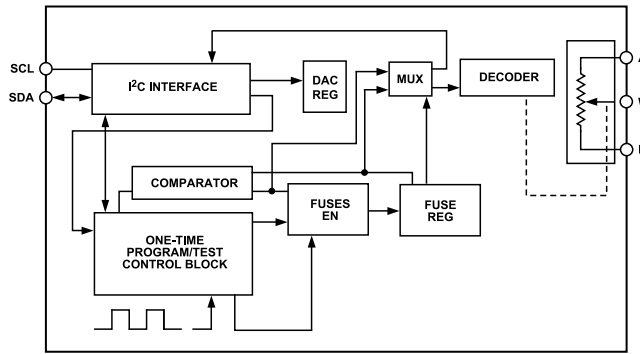 SCL
SDA
I²C INTERFACE
DAC
REG
MUX
DECODER
A
COMPARATOR
FUSES
EN
FUSE
REG
ONE-TIME
PROGRAM/TEST
CONTROL BLOCK